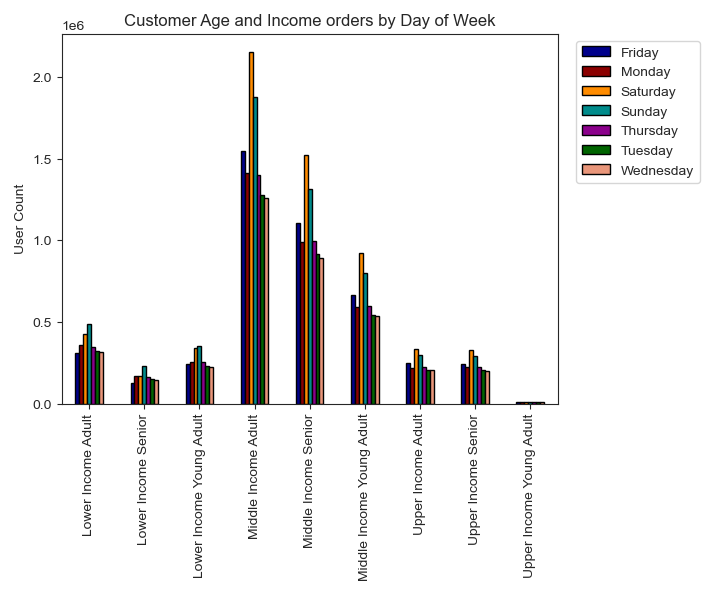 Customer Age and Income orders by Day of Week
1e6
2.0
1.5
1.0
0.5
0.0
User Count
Lower Income Adult
Lower Income Senior
Lower Income Young Adult
Middle Income Adult
Middle Income Senior
Middle Income Young Adult
Upper Income Adult
Upper Income Senior
Upper Income Young Adult
Friday
Monday
Saturday
Sunday
Thursday
Tuesday
Wednesday